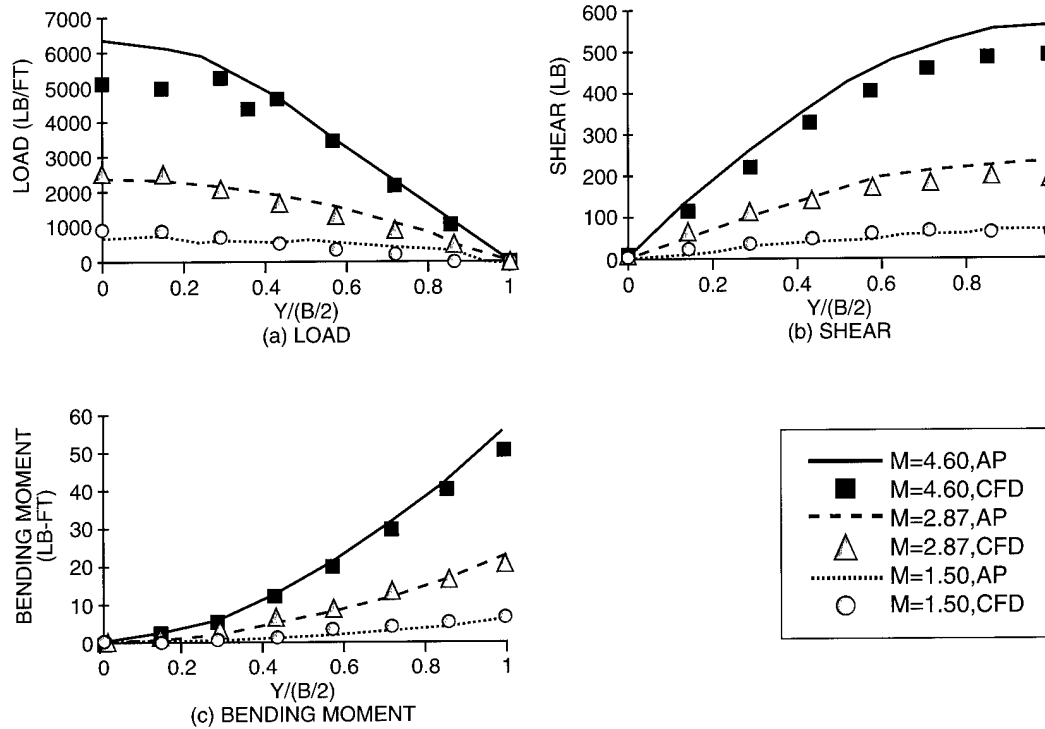 7000
6000
5000
4000
3000
2000
1000
0
LOAD (LB/FT)
0 0.2 0.4 0.6 0.8 1
Y/(B/2)
(a) LOAD
600
500
400
300
200
100
0
SHEAR (LB)
0 0.2 0.4 0.6 0.8 1
Y/(B/2)
(b) SHEAR
60
50
40
30
20
10
0
BENDING MOMENT
(LB-FT)
0 0.2 0.4 0.6 0.8 1
Y/(B/2)
(c) BENDING MOMENT
M=4.60,AP
M=4.60,CFD
M=2.87,AP
M=2.87,CFD
M=1.50,AP
M=1.50,CFD